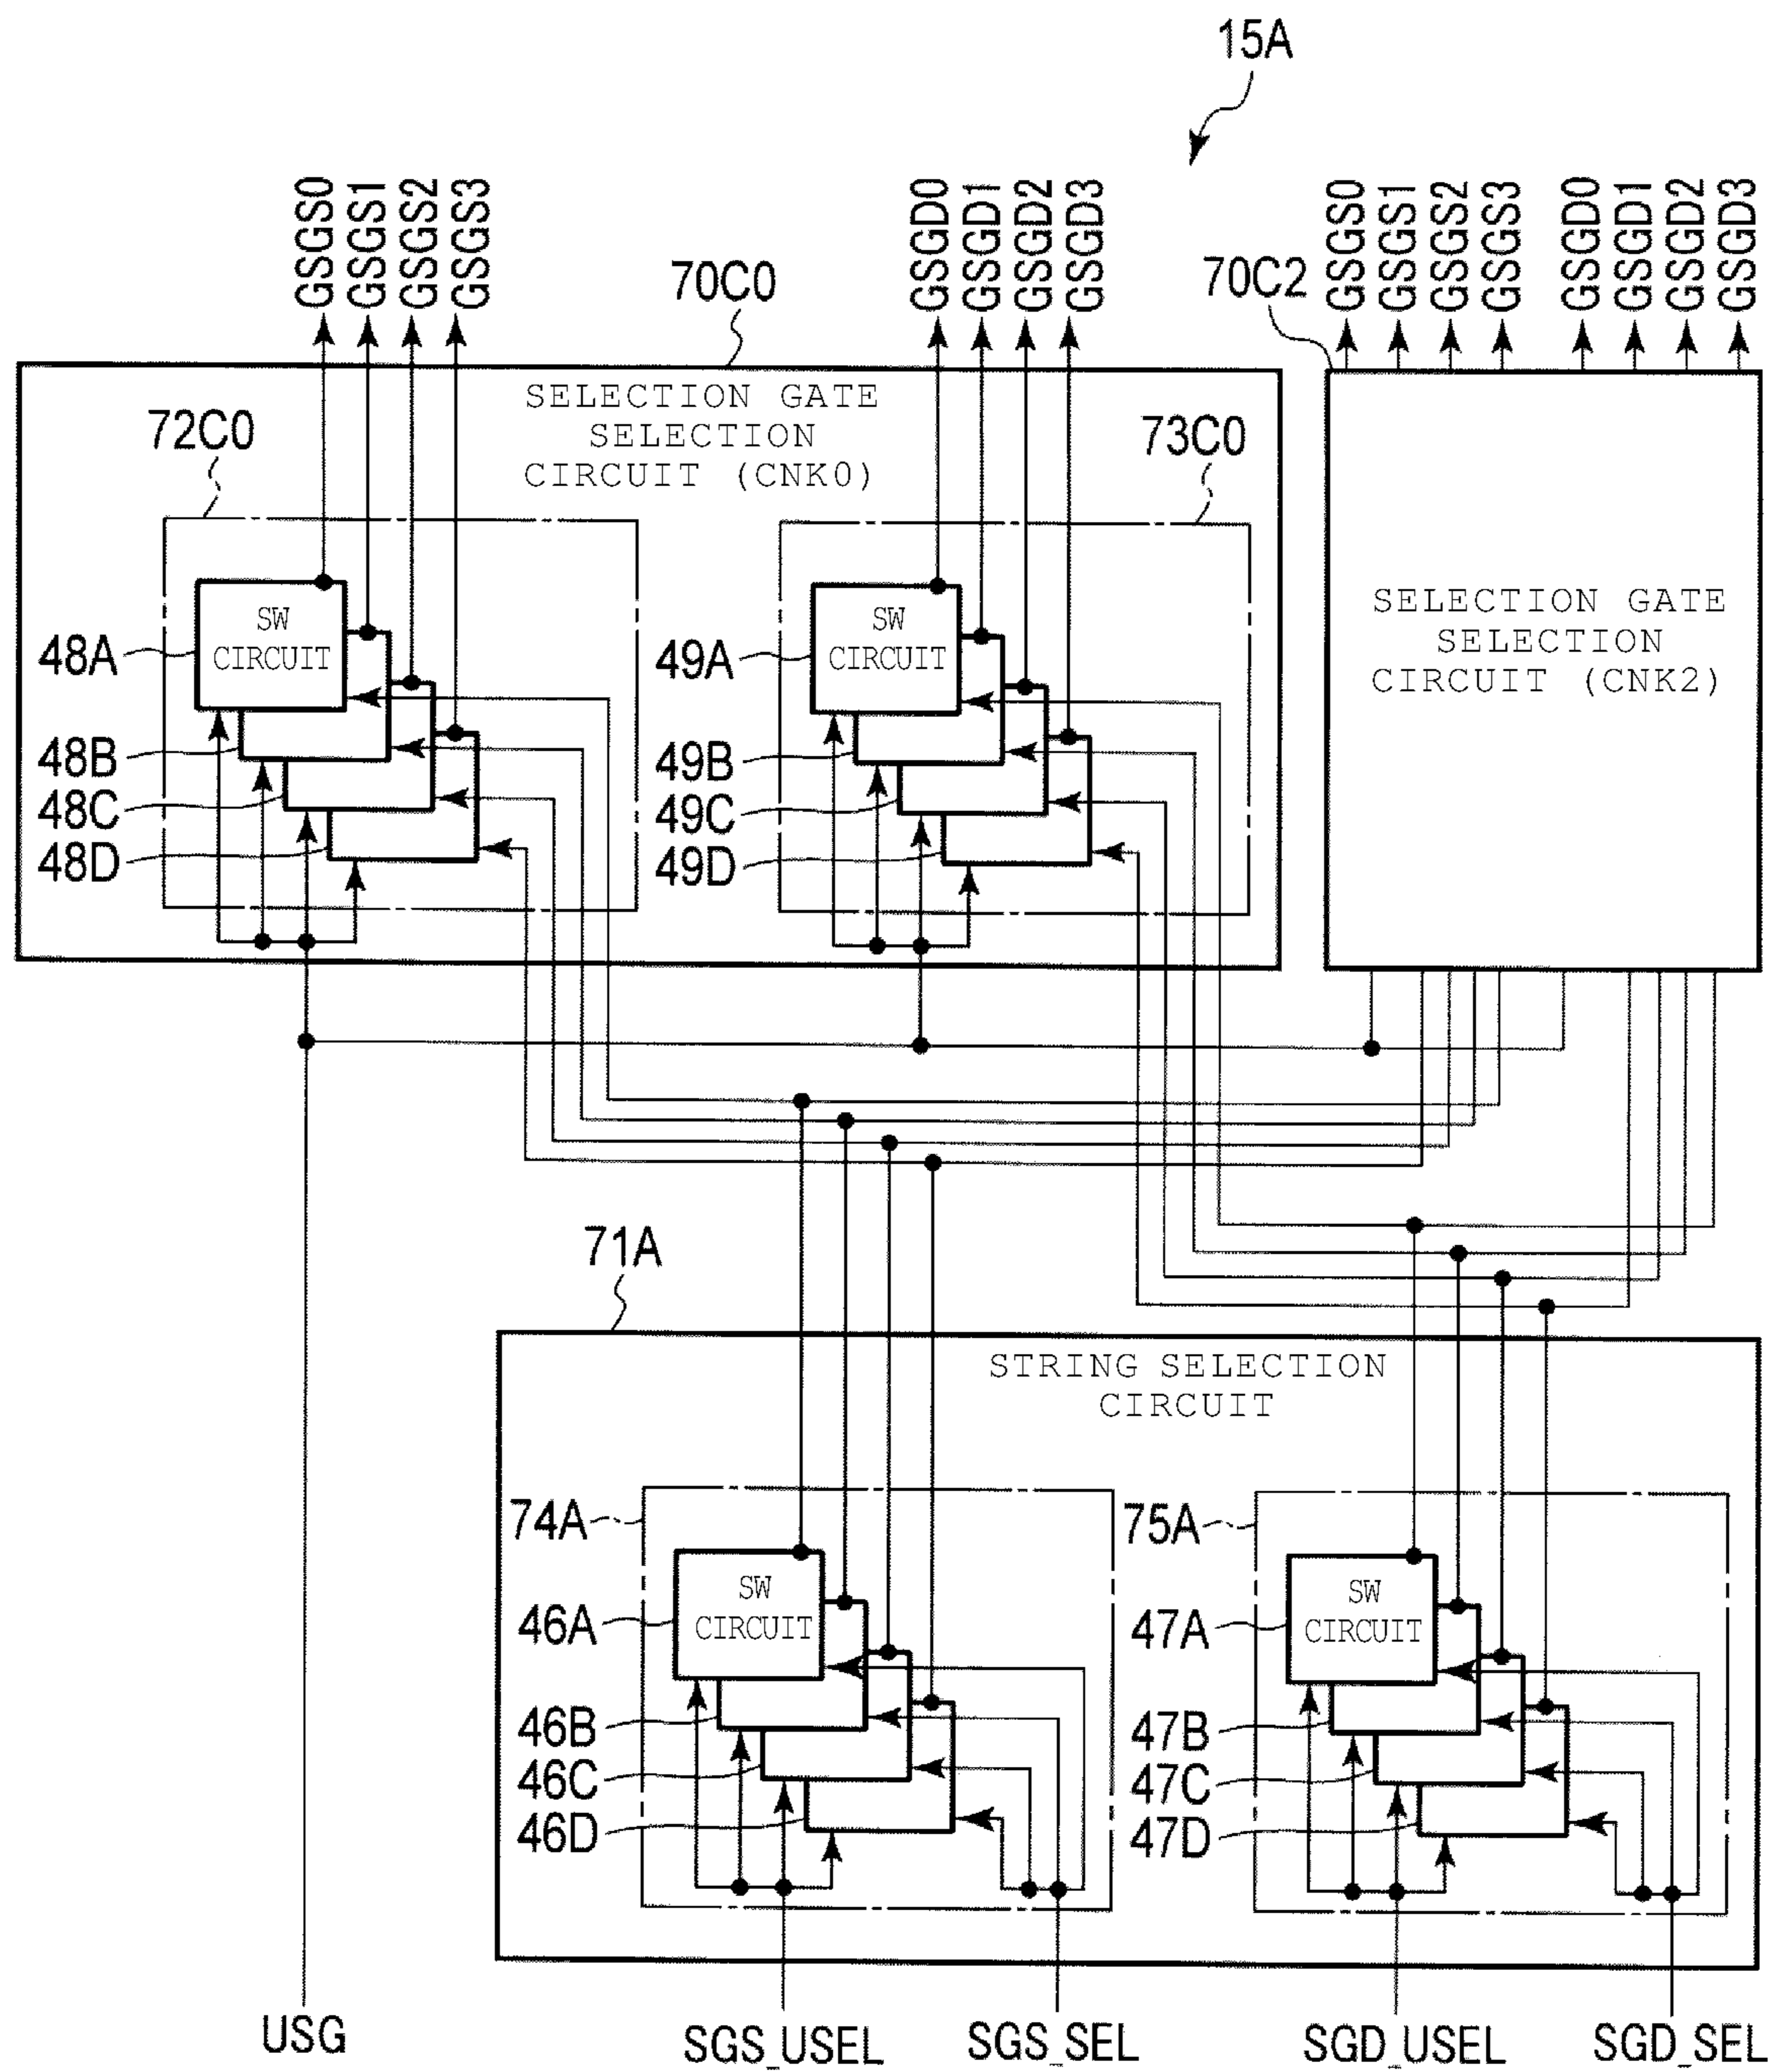 15A
GSGS0
GSGS1
GSGS2
GSGS3
GSGD0
GSGD1
GSGD2
GSGD3
GSGS0
GSGS1
GSGS2
GSGS3
GSGD0
GSGD1
GSGD2
GSGD3
70C0
70C2
SELECTION GATE
SELECTION
CIRCUIT (CNK0)
72C0
73C0
SW
CIRCUIT
48A
48B
48C
48D
SW
CIRCUIT
49A
49B
49C
49D
SELECTION GATE
SELECTION
CIRCUIT (CNK2)
71A
STRING SELECTION
CIRCUIT
74A
SW
CIRCUIT
46A
46B
46C
46D
75A
SW
CIRCUIT
47A
47B
47C
47D
USG
SGS_USEL
SGS_SEL
SGD_USEL
SGD_SEL